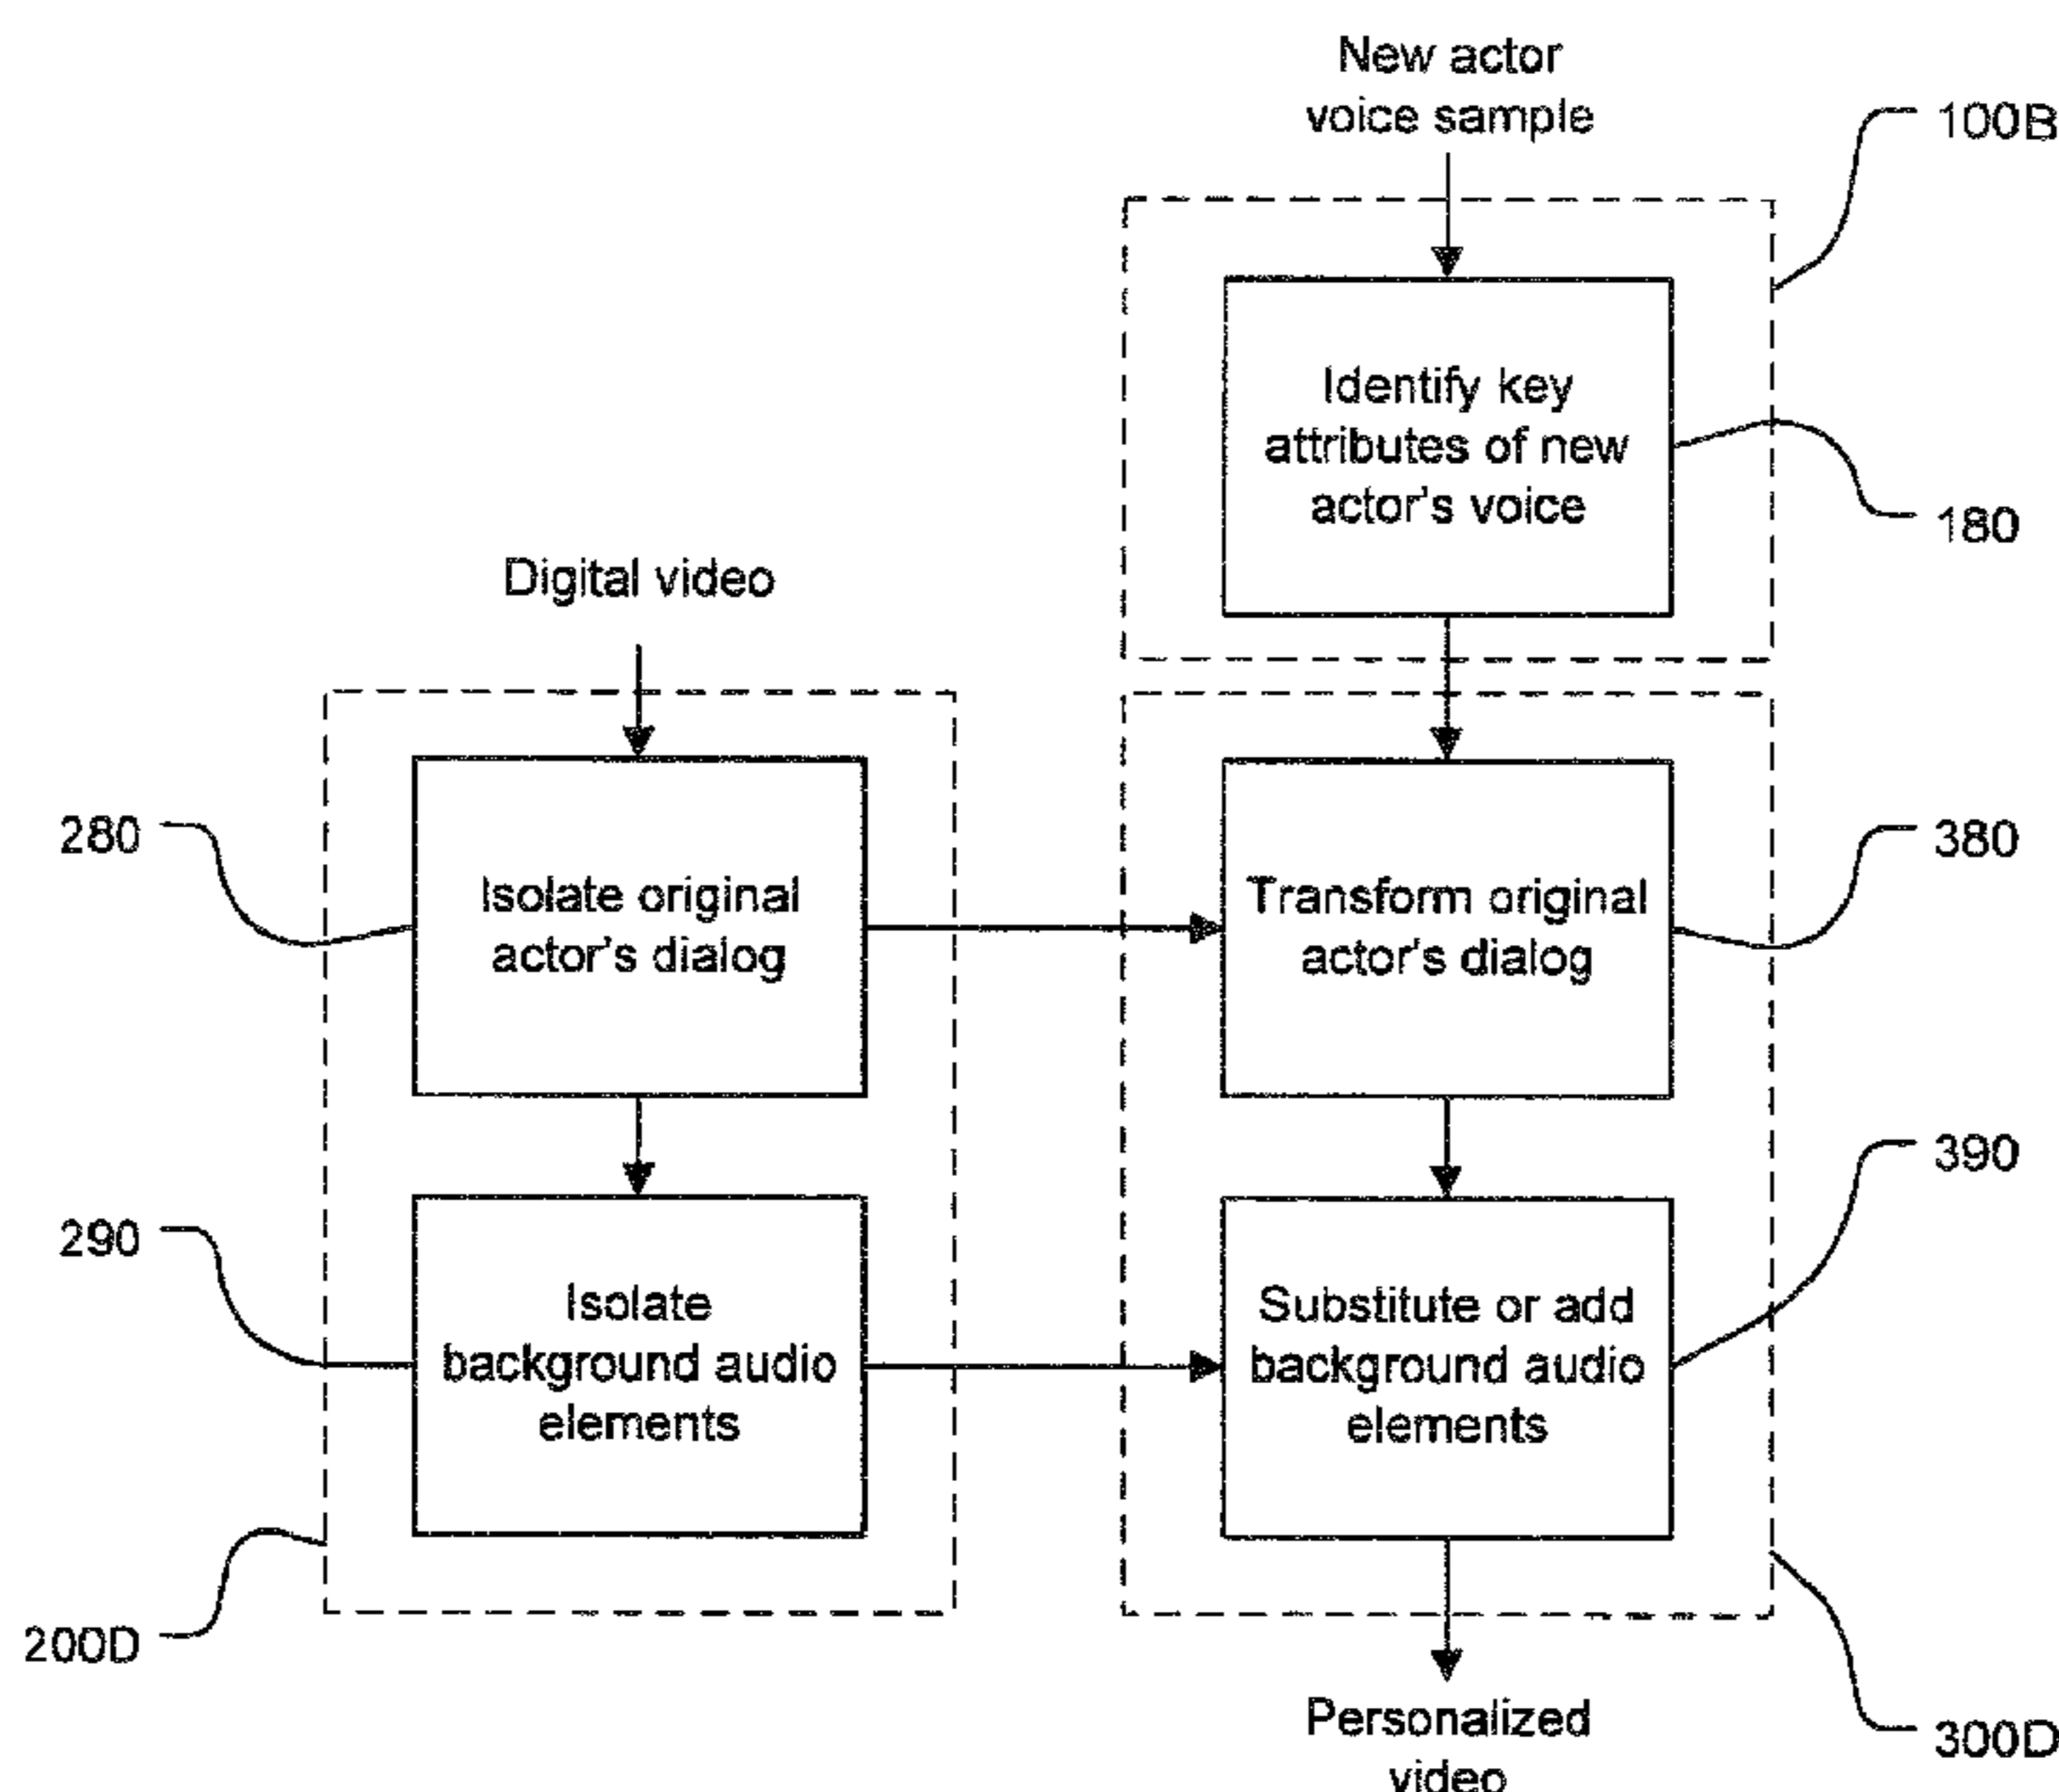 New actor
voice sample
100B
Identify key
attributes of new
actor's voice
180
Digital video
280
Isolate original
actor's dialog
Transform original
actor's dialog
380
290
Isolate
background audio
elements
Substitute or add
background audio
elements
390
200D
300D
Personalized
video